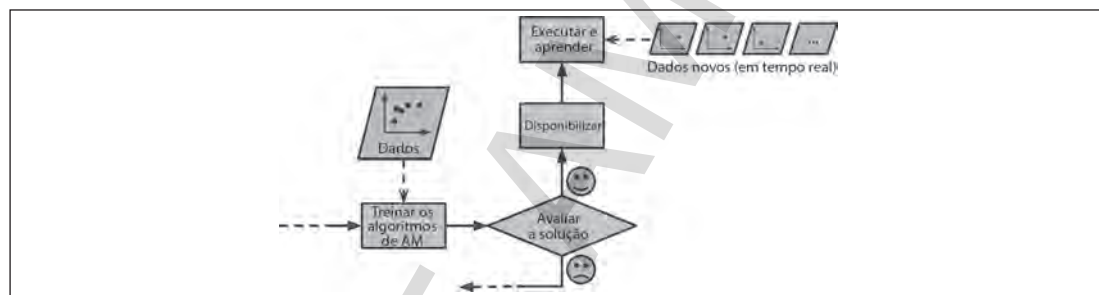 Executar e
aprender
Dados novos (em tempo real)
Disponibilizar
Dados
Treinar os
algoritmos
de AM
Avaliar
a solução
...